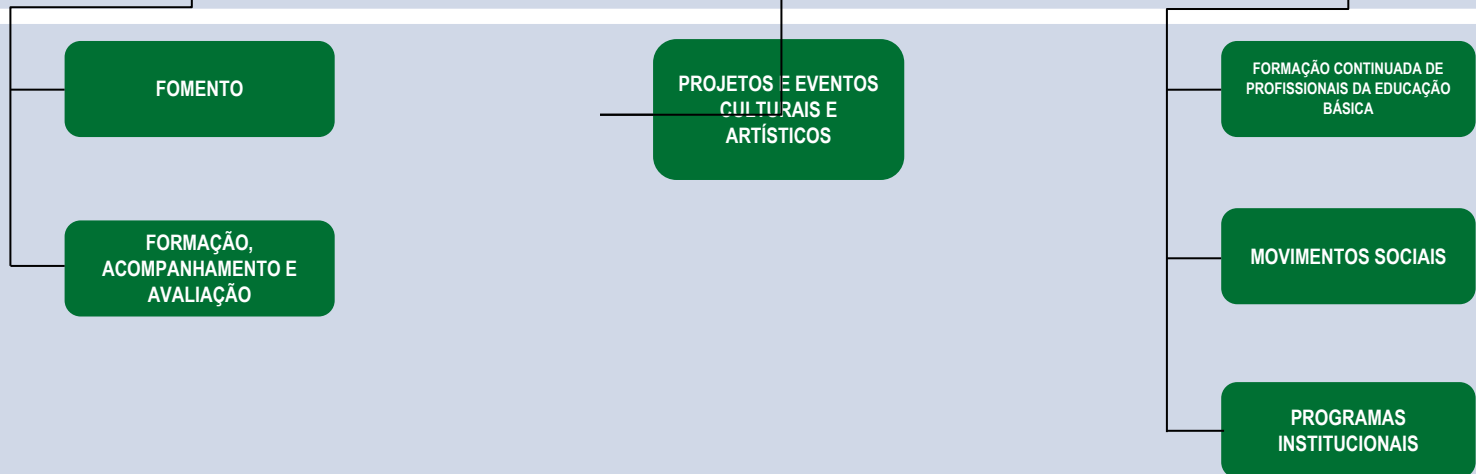 FOMENTO
FORMAÇÃO,
ACOMPANHAMENTO E
AVALIAÇÃO
PROJETOS E EVENTOS
CULTURAIS E
ARTÍSTICOS
FORMAÇÃO CONTINUADA DE
PROFISSIONAIS DA EDUCAÇÃO
BÁSICA
MOVIMENTOS SOCIAIS
PROGRAMAS
INSTITUCIONAIS